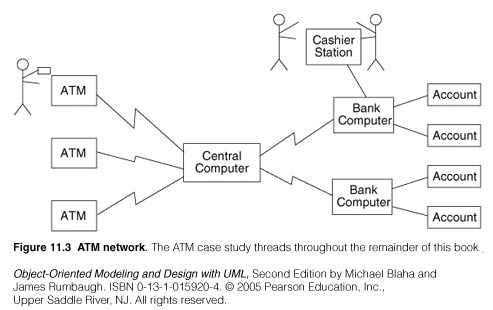 Cashier
Station
ATM
Account
Bank
Computer
Account
ATM
Central
Computer
Account
Bank
Computer
ATM
Account
Figure 11.3 ATM network. The ATM case study threads throughout the remainder of this book.
Object-Oriented Modeling and Design with UML, Second Edition by Michael Blaha and
James Rumbaugh. ISBN 0-13-1-015920-4. © 2005 Pearson Education, Inc.,
Upper Saddle River, NJ. All rights reserved.